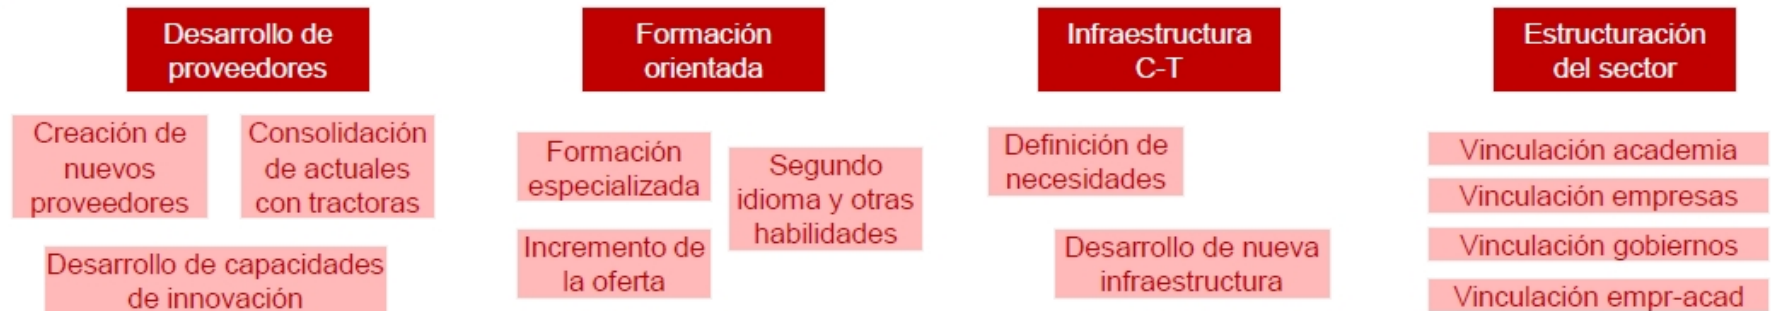 Desarrollo de
proveedores
Creación de
nuevos
proveedores
Consolidación
de actuales
con tractoras
Desarrollo de capacidades
de innovación
Formación
orientada
Formación
especializada
Segundo
idioma y otras
habilidades
Incremento de
la oferta
Infraestructura
C-T
Definición de
necesidades
Desarrollo de nueva
infraestructura
Estructuración
del sector
Vinculación academia
Vinculación empresas
Vinculación gobiernos
Vinculación empr-acad